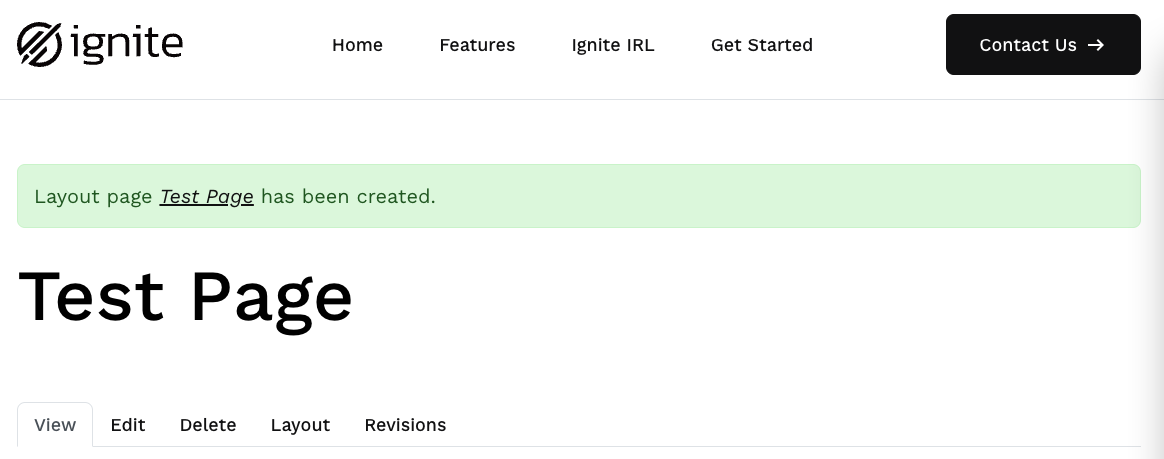 ignite
Home Features Ignite IRL Get Started Contact Us →
Layout page Test Page has been created.
Test Page
View Edit Delete Layout Revisions